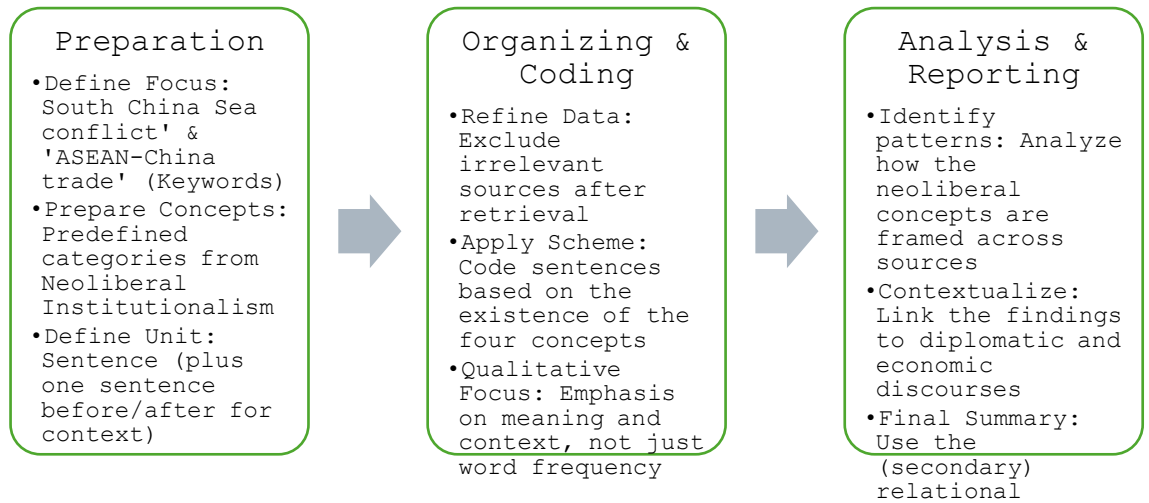 Preparation
•Define Focus:
South China Sea
conflict' &
'ASEAN-China
trade' (Keywords)
•Prepare Concepts:
Predefined
categories from
Neoliberal
Institutionalism
•Define Unit:
Sentence (plus
one sentence
before/after for
context)
Organizing &
Coding
•Refine Data:
Exclude
irrelevant
sources after
retrieval
•Apply Scheme:
Code sentences
based on the
existence of the
four concepts
•Qualitative
Focus: Emphasis
on meaning and
context, not just
word frequency
Analysis &
Reporting
•Identify
patterns: Analyze
how the
neoliberal
concepts are
framed across
sources
•Contextualize:
Link the findings
to diplomatic and
economic
discourses
•Final Summary:
Use the
(secondary)
relational